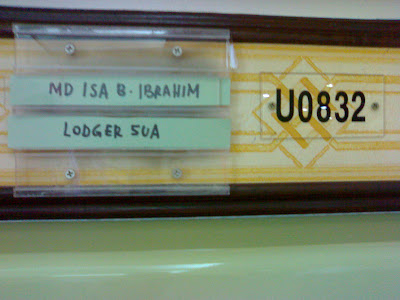 MD ISA B. IBRAHIM
LODGER 5UA
U0832